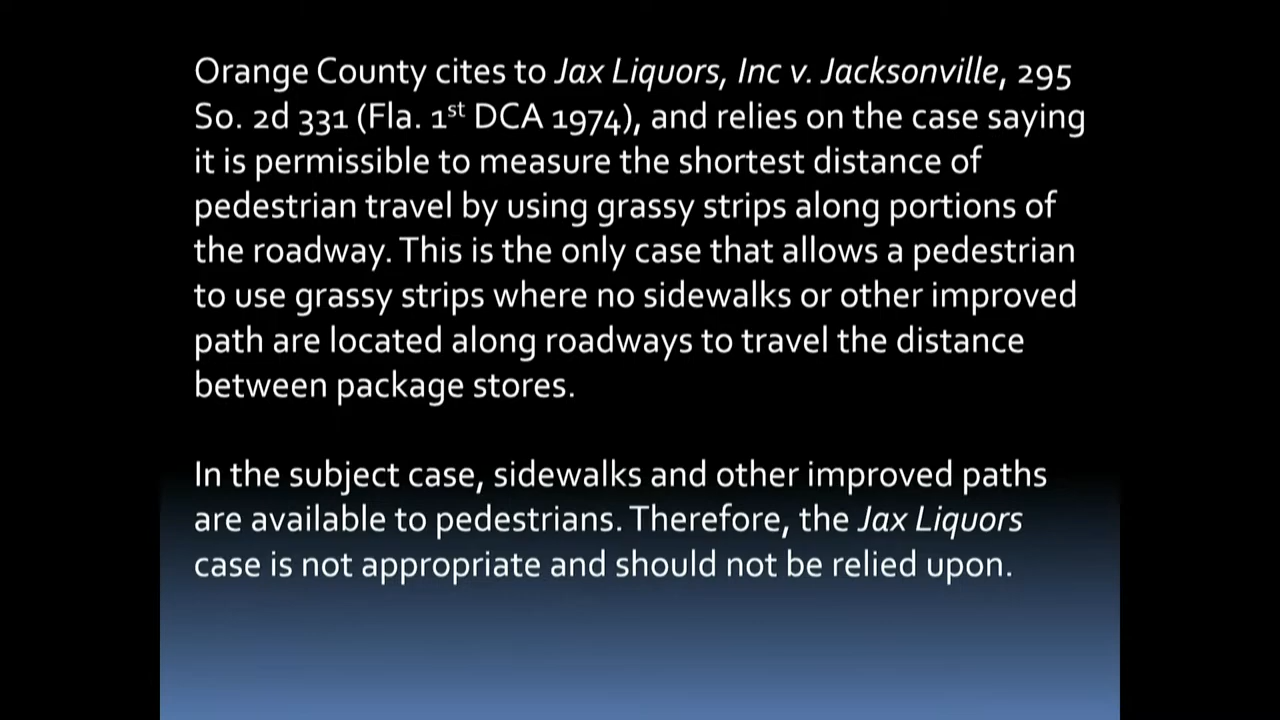 Orange County cites to Jax Liquors, Inc v. Jacksonville, 295
So. 2d 331 (Fla. 1st DCA 1974), and relies on the case saying
it is permissible to measure the shortest distance of
pedestrian travel by using grassy strips along portions of
the roadway. This is the only case that allows a pedestrian
to use grassy strips where no sidewalks or other improved
path are located along roadways to travel the distance
between package stores.
In the subject case, sidewalks and other improved paths
are available to pedestrians. Therefore, the Jax Liquors
case is not appropriate and should not be relied upon.